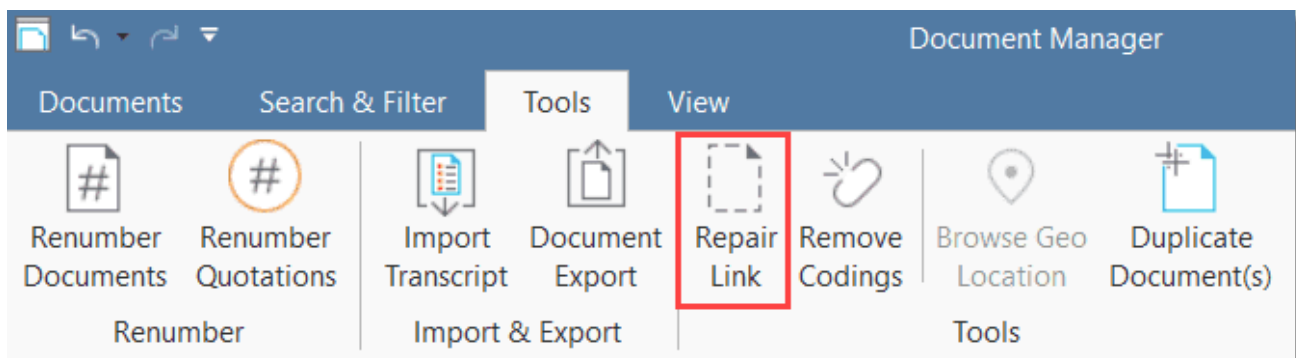 Document Manager
Documents Search & Filter Tools View
# # #
Renumber Renumber Import Document Repair Remove Browse Geo Duplicate
Documents Quotations Transcript Export Link Codings Location Document(s)
Renumber Import & Export Tools